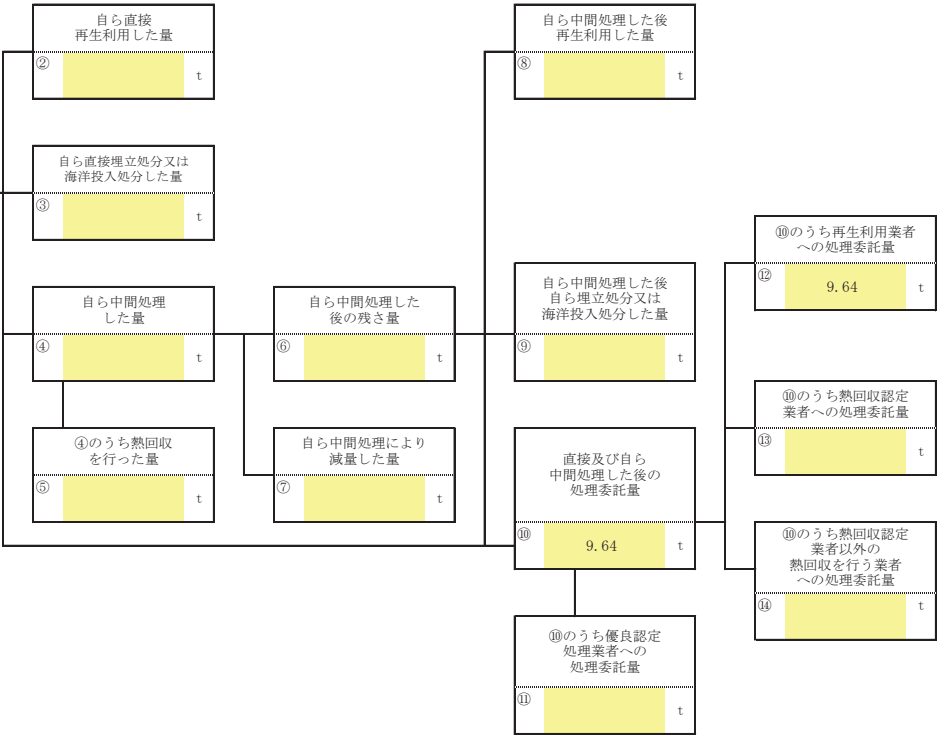 自ら直接
再生利用した量
②
t
自ら直接埋立処分又は
海洋投入処分した量
③
t
自ら中間処理
した量
④
t
④のうち熱回収
を行った量
⑤
t
自ら中間処理した
後の残さ量
⑥
t
自ら中間処理により
減量した量
⑦
t
自ら中間処理した後
再生利用した量
⑧
t
自ら中間処理した後
自ら埋立処分又は
海洋投入処分した量
⑨
t
直接及び自ら
中間処理した後の
処理委託量
⑩ 9.64 t
⑩のうち優良認定
処理業者への
処理委託量
⑪
t
⑩のうち再生利用業者
への処理委託量
⑫ 9.64 t
⑩のうち熱回収認定
業者への処理委託量
⑬
t
⑩のうち熱回収認定
業者以外の
熱回収を行う業者
への処理委託量
⑭
t